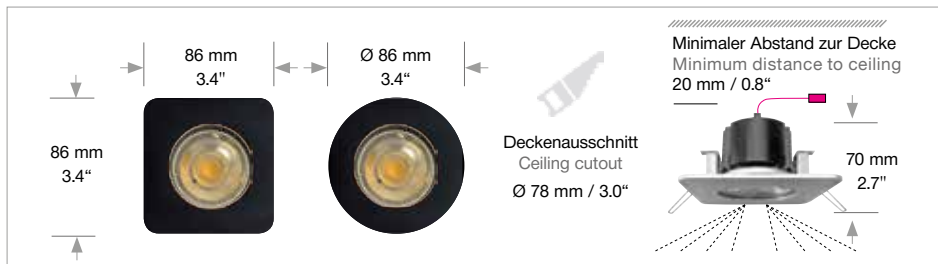 86 mm
3.4"
Ø 86 mm
3.4"
86 mm
3.4“
Deckenausschnitt
Ceiling cutout
Ø 78 mm / 3.0“
Minimaler Abstand zur Decke
Minimum distance to ceiling
20 mm / 0.8“
70 mm
2.7"